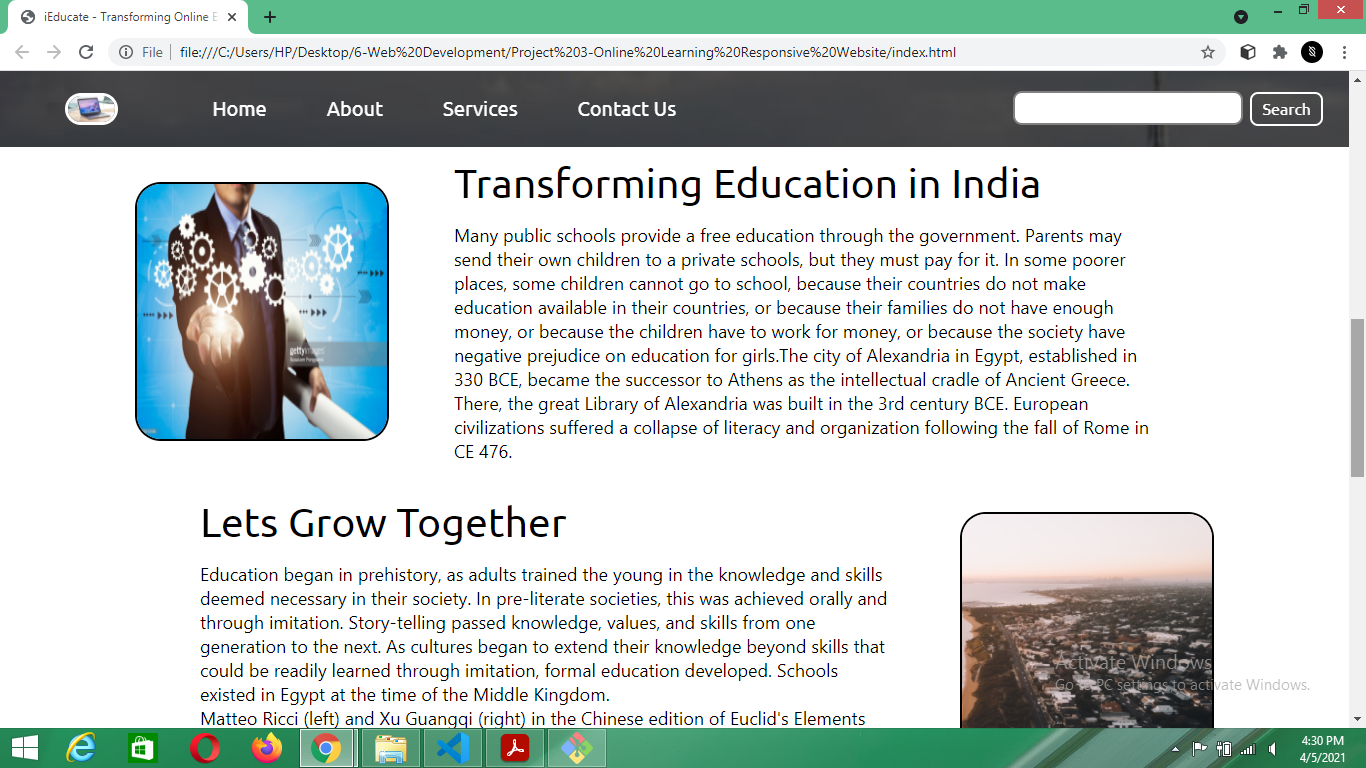 iEducate - Transforming Online E
File
file:///C:/Users/HP/Desktop/6-Web%20Development/Project%203-Online%20Learning%20Responsive%20Website/index.html
Home
About
Services
Contact Us
Search
Transforming Education in India
Many public schools provide a free education through the government. Parents may
send their own children to a private schools, but they must pay for it. In some poorer
places, some children cannot go to school, because their countries do not make
education available in their countries, or because their families do not have enough
money, or because the children have to work for money, or because the society have
negative prejudice on education for girls.The city of Alexandria in Egypt, established in
330 BCE, became the successor to Athens as the intellectual cradle of Ancient Greece.
There, the great Library of Alexandria was built in the 3rd century BCE. European
civilizations suffered a collapse of literacy and organization following the fall of Rome in
CE 476.
gettyimages
Lets Grow Together
Education began in prehistory, as adults trained the young in the knowledge and skills
deemed necessary in their society. In pre-literate societies, this was achieved orally and
through imitation. Story-telling passed knowledge, values, and skills from one
generation to the next. As cultures began to extend their knowledge beyond skills that
could be readily learned through imitation, formal education developed. Schools
existed in Egypt at the time of the Middle Kingdom.
Matteo Ricci (left) and Xu Guangqi (right) in the Chinese edition of Euclid's Elements
Activate Windows
Go to PC settings to activate Windows.
4:30 PM
4/5/2021